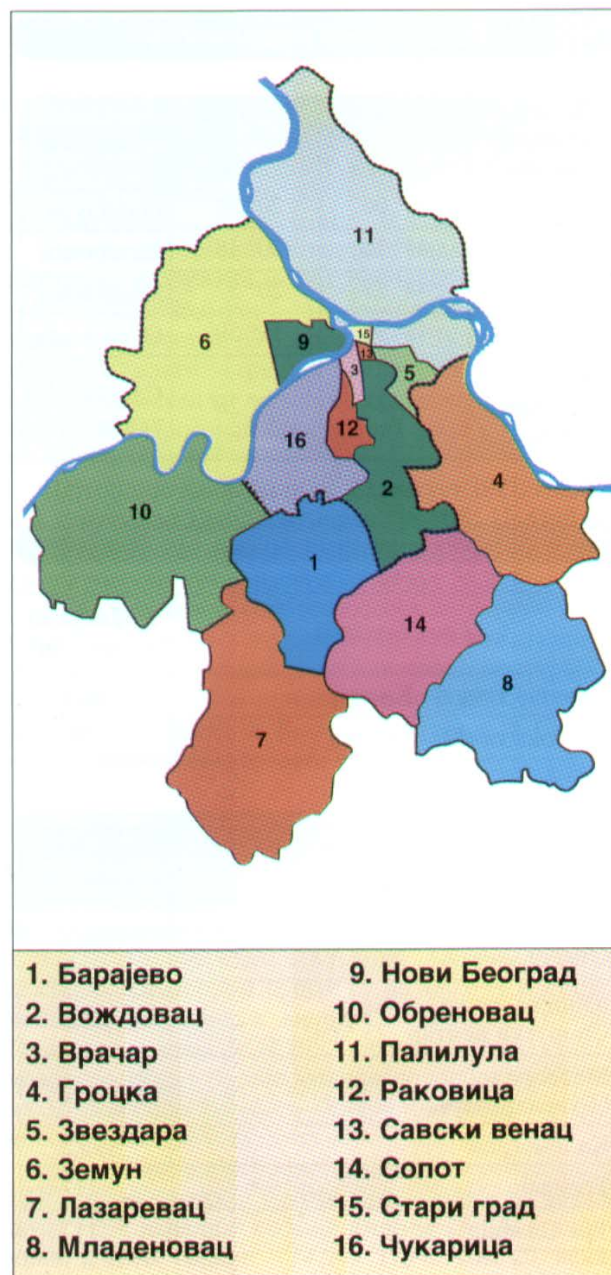 11
6
9
15
13
3
5
12
16
4
2
10
1
14
8
7
1. Барајево
2. Вождовац
3. Врачар
4. Гроцка
5. Звездара
6. Земун
7. Лазаревац
8. Младеновац
9. Нови Београд
10. Обреновац
11. Палилула
12. Раковица
13. Савски венац
14. Сопот
15. Стари град
16. Чукарица